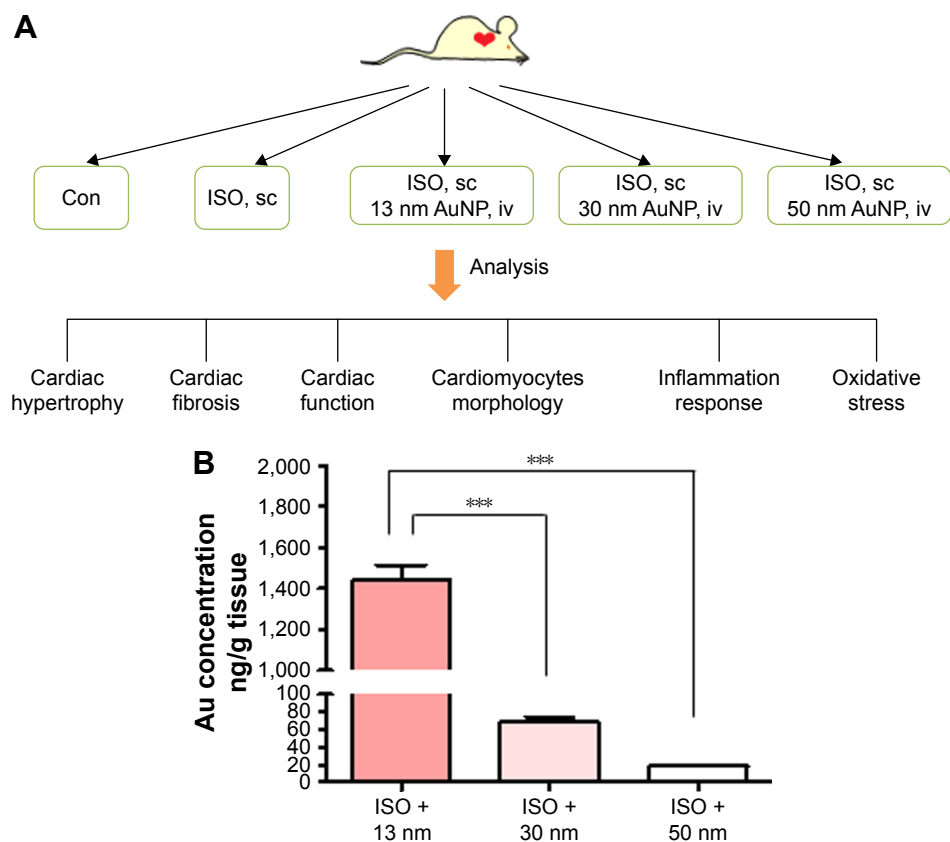 A
Con
ISO, sc
ISO, sc
13 nm AuNP, iv
ISO, sc
30 nm AuNP, iv
ISO, sc
50 nm AuNP, iv
Analysis
Cardiac
hypertrophy
Cardiac
fibrosis
Cardiac
function
Cardiomyocytes
morphology
Inflammation
response
Oxidative
stress
B
Au concentration
ng/g tissue
2,000
1,800
1,600
1,400
1,200
1,000
100
80
60
40
20
0
***
***
ISO +
13 nm
ISO +
30 nm
ISO +
50 nm